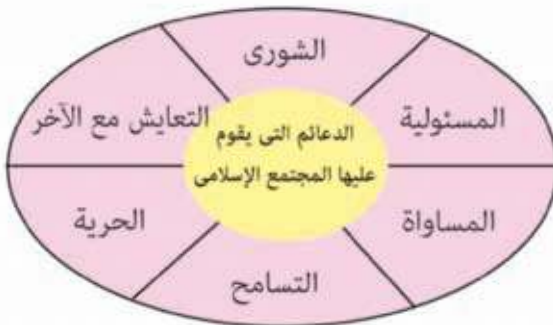 الشورى
المسئولية
التعايش مع الآخر
الدعائم التى يقوم
عليها المجتمع الإسلامى
المساواة
الحرية
التسامح